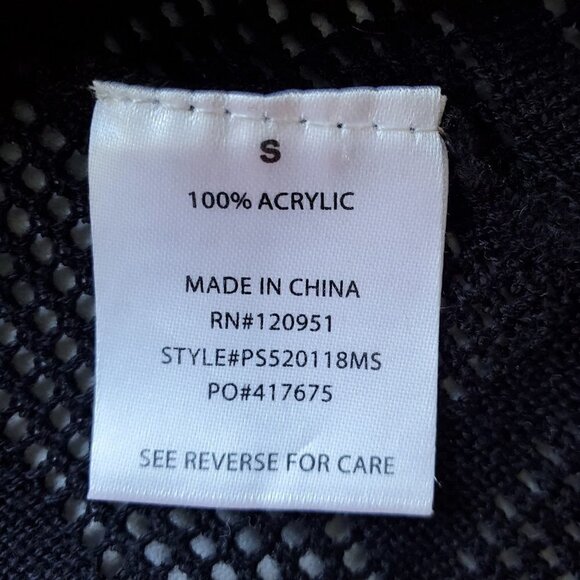 S
100% ACRYLIC
MADE IN CHINA
RN#120951
STYLE#PS520118MS
PO#417675
SEE REVERSE FOR CARE